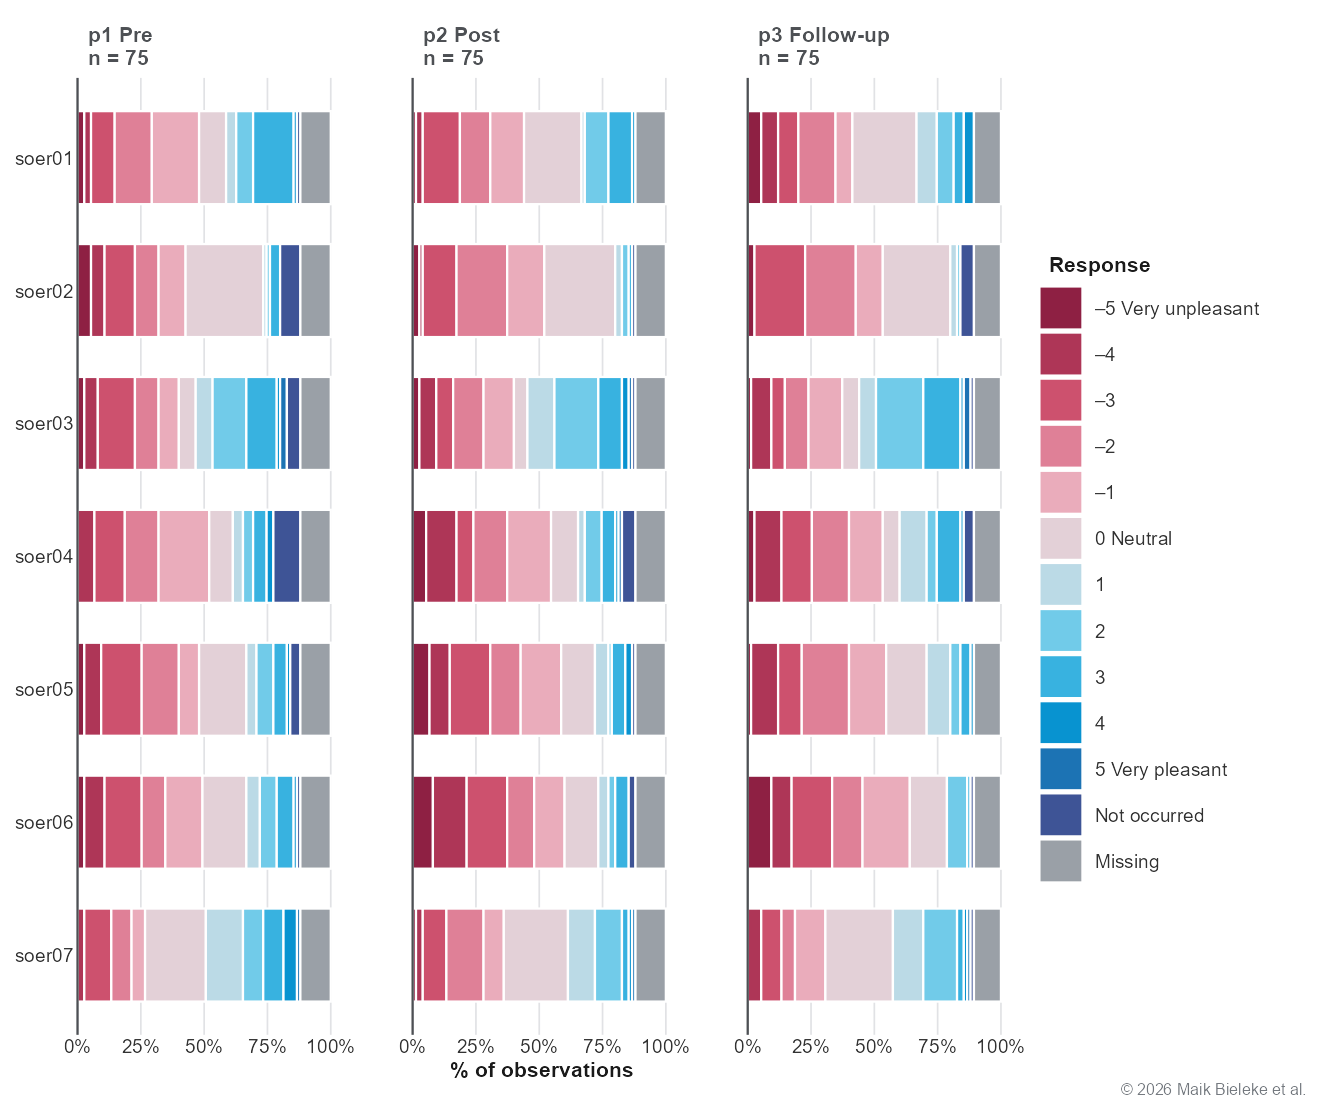 p1 Pre
n = 75
p2 Post
n = 75
p3 Follow-up
n = 75
soer01
soer02
soer03
soer04
soer05
soer06
soer07
0% 25% 50% 75% 100%
0% 25% 50% 75% 100%
0% 25% 50% 75% 100%
% of observations
Response
–5 Very unpleasant
–4
–3
–2
–1
0 Neutral
1
2
3
4
5 Very pleasant
Not occurred
Missing
© 2026 Maik Bieleke et al.